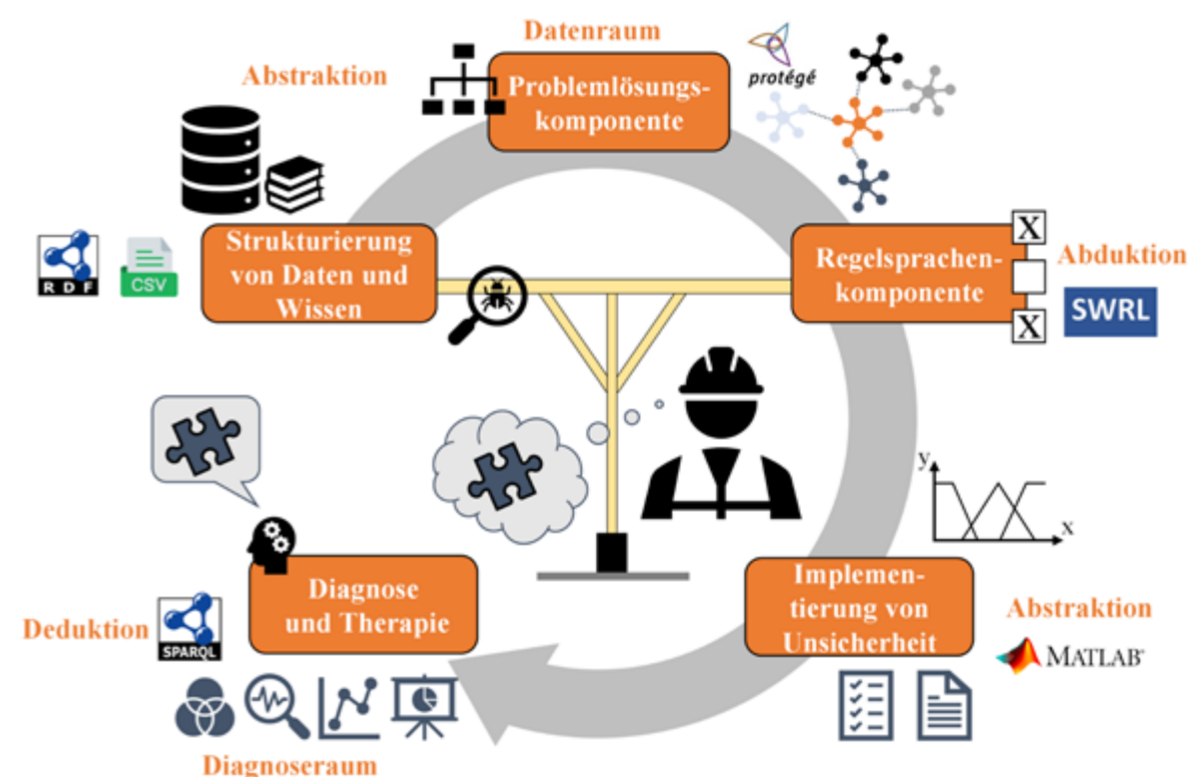 Datenraum
Abstraktion
Problemlösungs-
komponente
protégé
Strukturierung
von Daten und
Wissen
RDF
CSV
Regelsprachen-
komponente
X
X
Abduktion
SWRL
y
x
Implemen-
tierung von
Unsicherheit
Abstraktion
MATLAB
Diagnose
und Therapie
Deduktion
SPARQL
Diagnoseraum